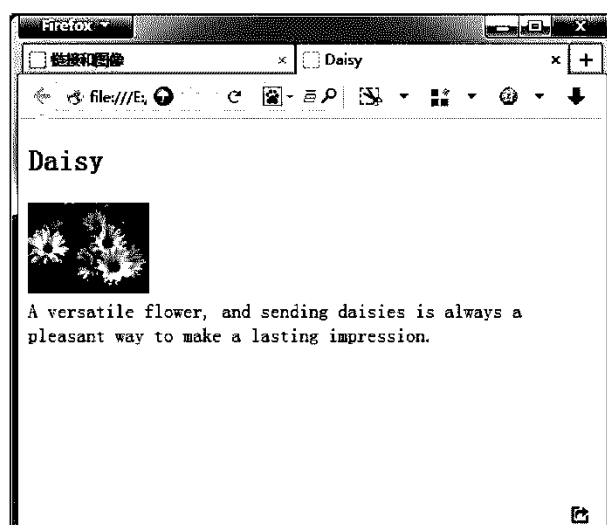 Firefox
链接和图像
Daisy
file:///E:
Daisy
A versatile flower, and sending daisies is always a
pleasant way to make a lasting impression.